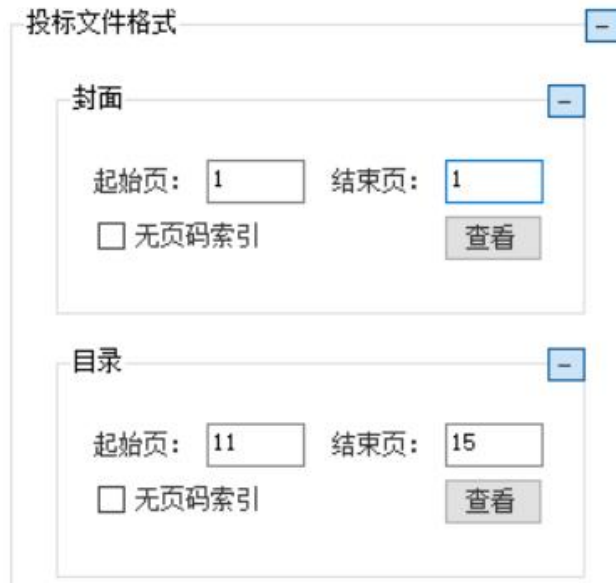 投标文件格式
封面
起始页： 1 结束页： 1
无页码索引 查看
目录
起始页： 11 结束页： 15
无页码索引 查看